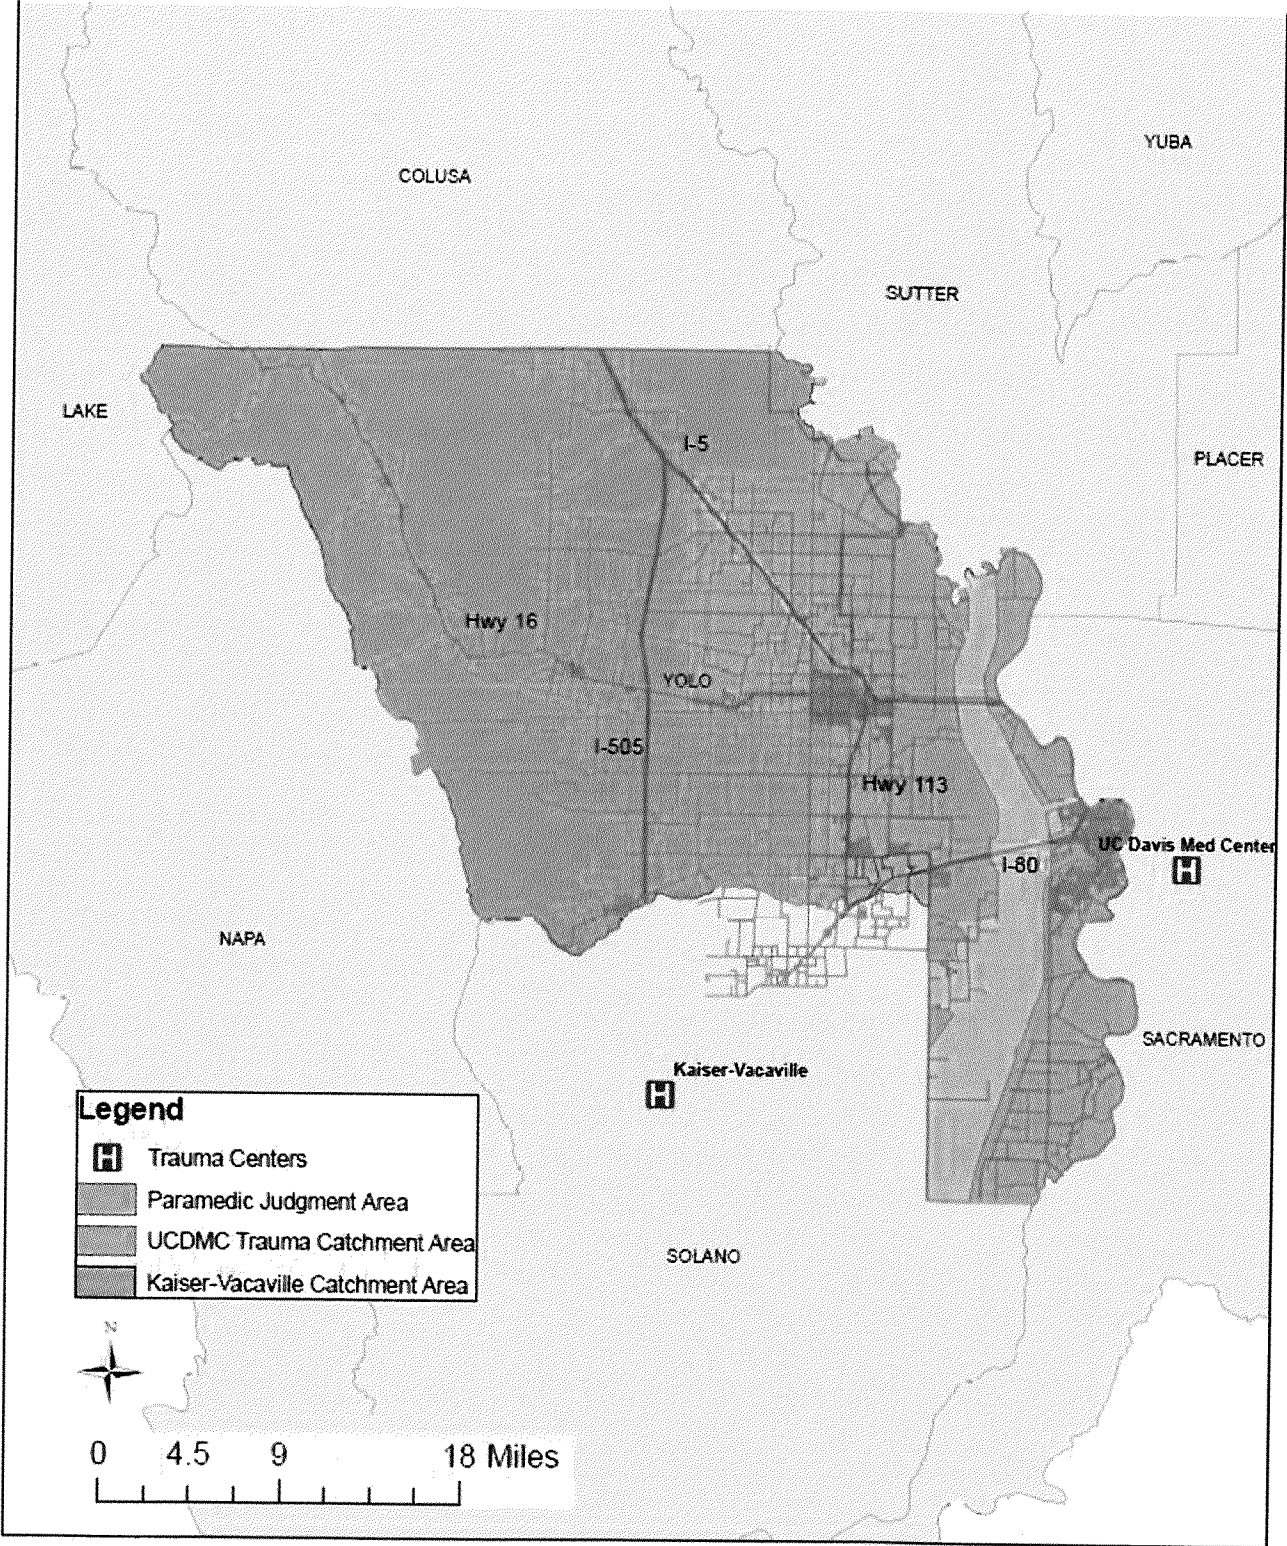 YUBA
COLUSA
SUTTER
LAKE
I-5
PLACER
Hwy 16
YOLO
I-505
Hwy 113
UC Davis Med Center
H
I-80
NAPA
SACRAMENTO
Kaiser-Vacaville
H
Legend
H Trauma Centers
Paramedic Judgment Area
UCDMC Trauma Catchment Area
Kaiser-Vacaville Catchment Area
SOLANO
N
0 4.5 9 18 Miles